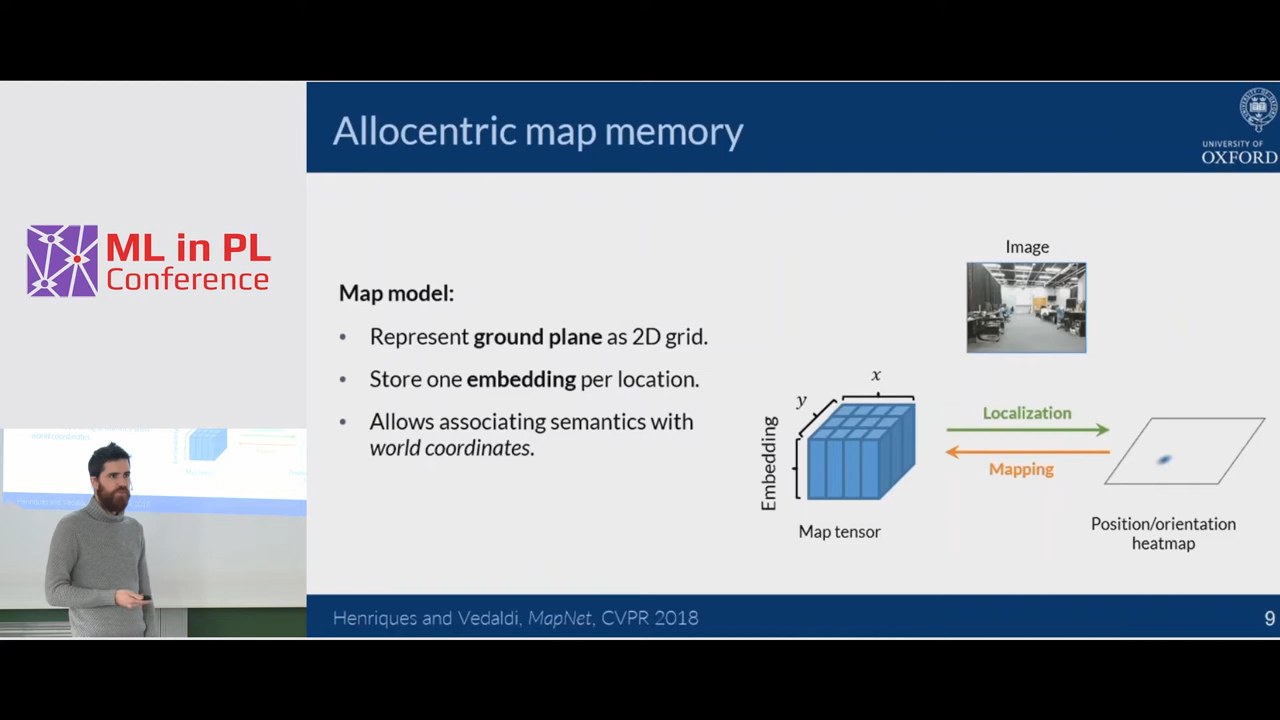 Allocentric map memory
UNIVERSITY OF
OXFORD
ML in PL
Conference
Map model:
• Represent ground plane as 2D grid.
• Store one embedding per location.
• Allows associating semantics with
world coordinates.
Image
x
y
Embedding
Map tensor
Localization
Mapping
Position/orientation
heatmap
world coordinates.
Henriques and Vedaldi, MapNet, CVPR 2018
9